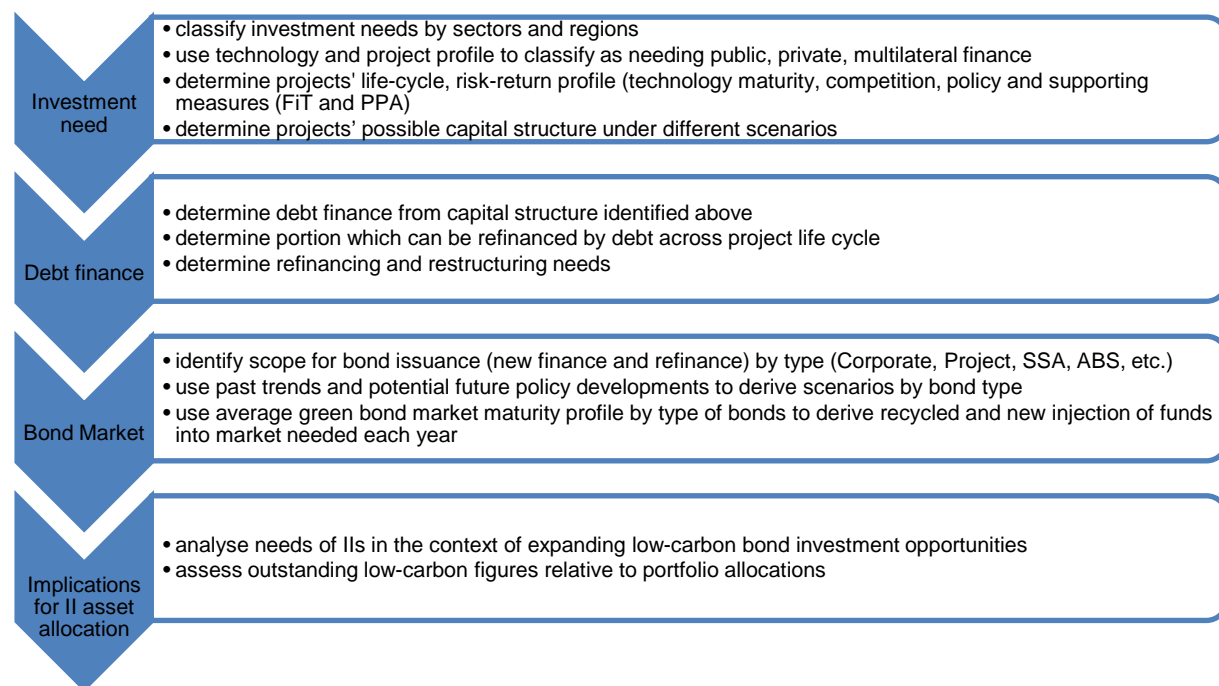 Investment
need
• classify investment needs by sectors and regions
• use technology and project profile to classify as needing public, private, multilateral finance
• determine projects' life-cycle, risk-return profile (technology maturity, competition, policy and supporting
measures (FiT and PPA)
• determine projects’ possible capital structure under different scenarios
Debt finance
• determine debt finance from capital structure identified above
• determine portion which can be refinanced by debt across project life cycle
• determine refinancing and restructuring needs
Bond Market
• identify scope for bond issuance (new finance and refinance) by type (Corporate, Project, SSA, ABS, etc.)
• use past trends and potential future policy developments to derive scenarios by bond type
• use average green bond market maturity profile by type of bonds to derive recycled and new injection of funds
into market needed each year
Implications
for II asset
allocation
• analyse needs of IIs in the context of expanding low-carbon bond investment opportunities
• assess outstanding low-carbon figures relative to portfolio allocations